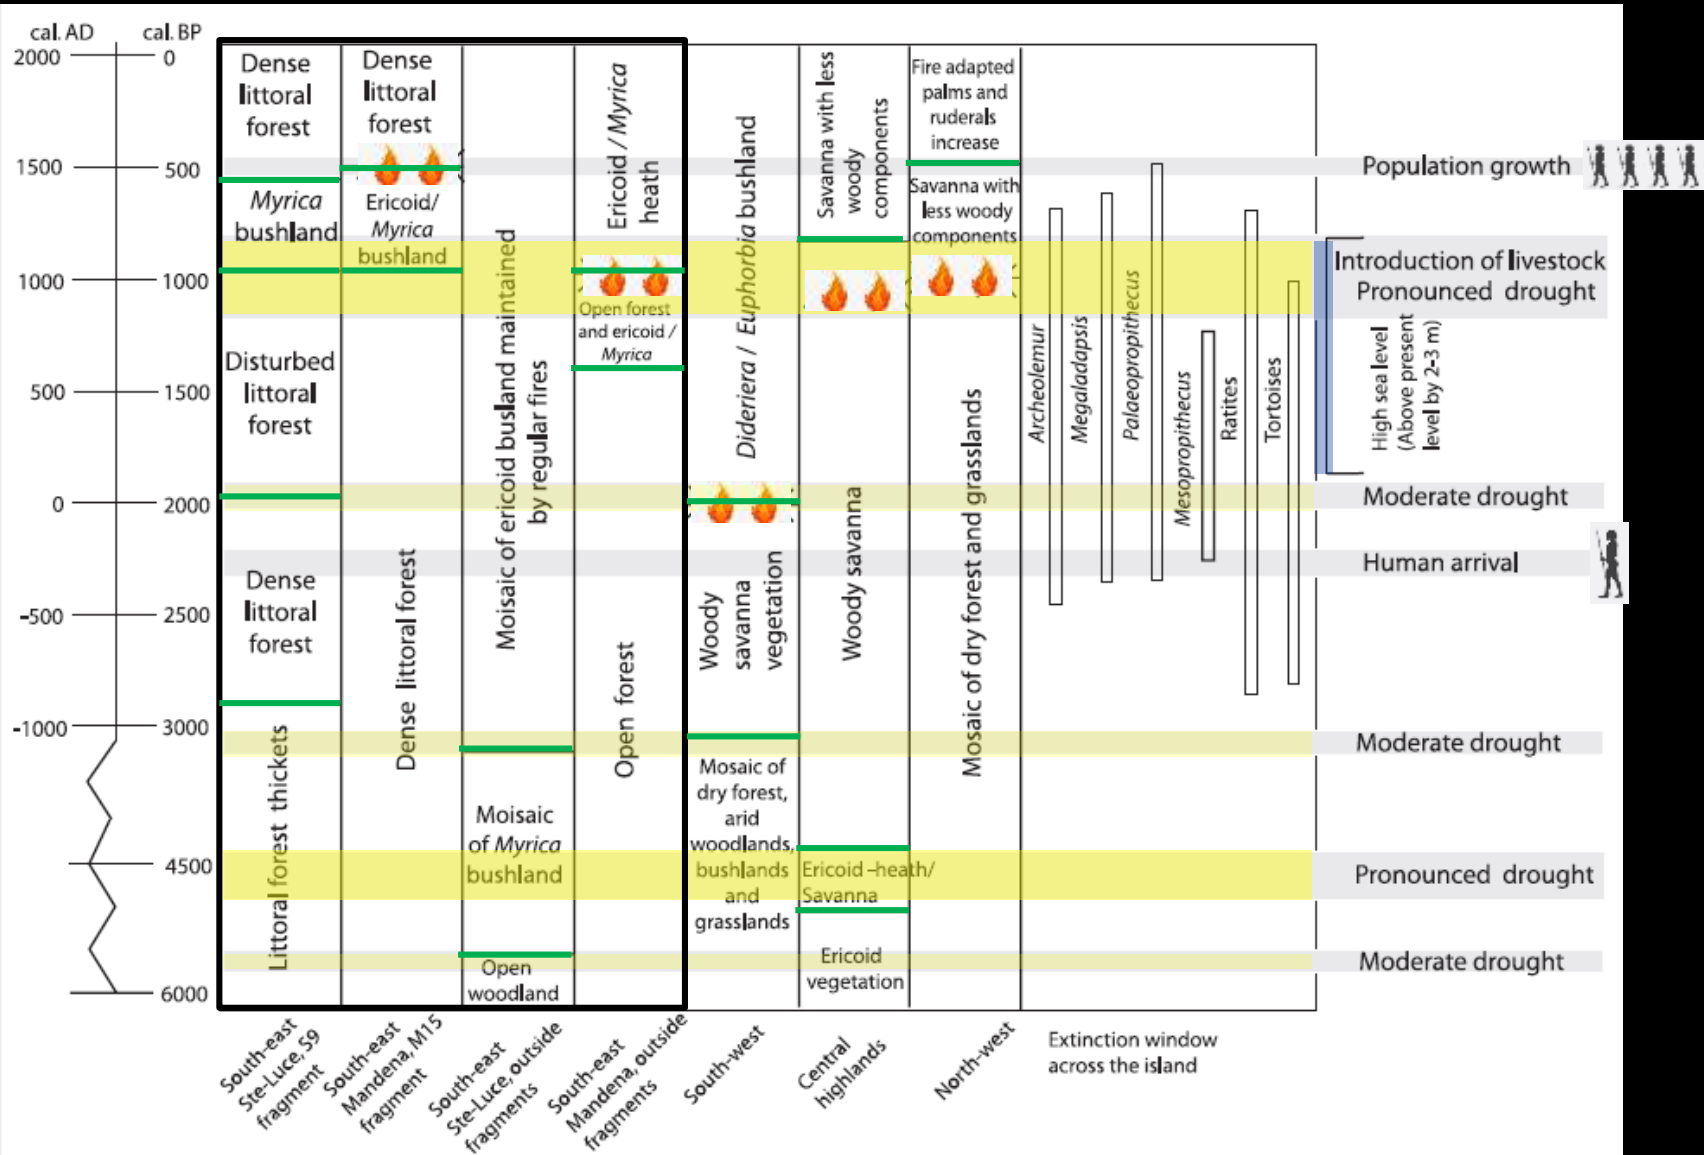 cal. AD
cal. BP
2000
0
1500
500
1000
1000
500
1500
0
2000
-500
2500
-1000
3000
4500
6000
Dense
littoral
forest
Myrica
bushland
Disturbed
littoral
forest
Dense
littoral
forest
Littoral forest thickets
Dense
littoral
forest
Ericoid/
Myrica
bushland
Dense littoral forest
Moisaic of ericoid busland maintained
by regular fires
Moisaic
of Myrica
bushland
Open
woodland
Ericoid / Myrica
heath
Open forest
and ericoid /
Myrica
Open forest
Dideriera / Euphorbia bushland
Woody
savanna
vegetation
Mosaic of
dry forest,
arid
woodlands,
bushlands
and
grasslands
Savanna with less
woody
components
Woody savanna
Ericoid -heath/
Savanna
Ericoid
vegetation
Fire adapted
palms and
ruderals
increase
Savanna with
less woody
components
Mosaic of dry forest and grasslands
Archeolemur
Megaladapsis
Palaeopropithecus
Mesopropithecus
Ratites
Tortoises
Population growth
Introduction of livestock
Pronounced drought
High sea level
(Above present
level by 2-3 m)
Moderate drought
Human arrival
Moderate drought
Pronounced drought
Moderate drought
South-east
Ste-Luce, S9
fragment
South-east
Mandena, M15
fragment
South-east
Ste-Luce, outside
fragments
South-east
Mandena, outside
fragments
South-west
Central
highlands
North-west
Extinction window
across the island